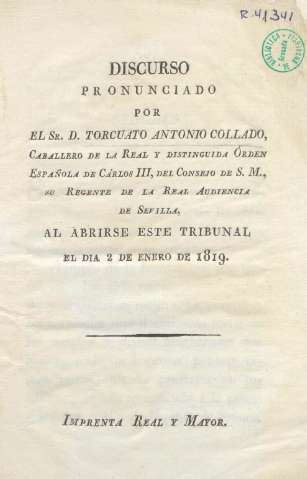 R.41341
DISCURSO
PRONUNCIADO
POR
EL SR. D. TORCUATO ANTONIO COLLADO,
CABALLERO DE LA REAL Y DISTINGUIDA ÓRDEN
ESPAÑOLA DE CÁRLOS III, DEL CONSEJO DE S. M.,
SU REGENTE DE LA REAL AUDIENCIA
DE SEVILLA,
AL ABRIRSE ESTE TRIBUNAL
EL DIA 2 DE ENERO DE 1819.
IMPRENTA REAL Y MAYOR.